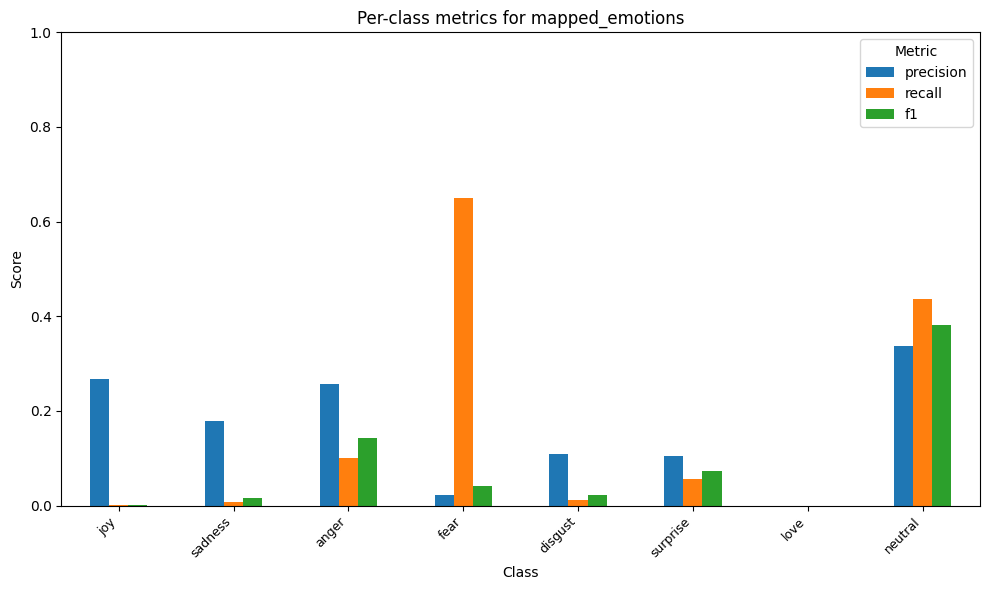 Per-class metrics for mapped_emotions
Metric
precision
recall
f1
1.0
0.8
0.6
0.4
0.2
0.0
Score
joy
sadness
anger
fear
disgust
surprise
love
neutral
Class